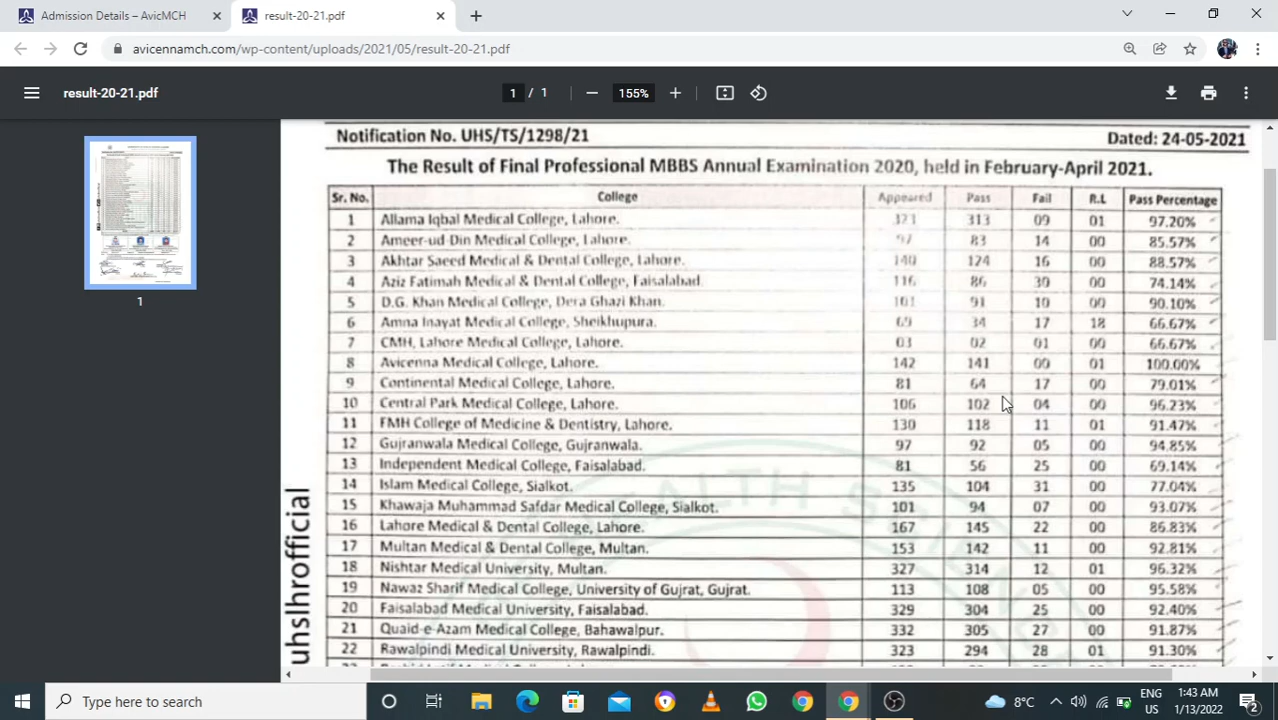 Admission Details – AvicMCH
result-20-21.pdf
avicennamch.com/wp-content/uploads/2021/05/result-20-21.pdf
result-20-21.pdf
1 / 1
155%
1
Notification No. UHS/TS/1298/21 Dated: 24-05-2021
The Result of Final Professional MBBS Annual Examination 2020, held in February-April 2021.
Sr. No. College Appeared Pass Fail R.L Pass Percentage
1 Allama Iqbal Medical College, Lahore. 313 09 01 97.20%
2 Ameer-ud-Din Medical College, Lahore. 97 83 14 00 85.57%
3 Akhtar Saeed Medical & Dental College, Lahore. 140 124 16 00 88.57%
4 Aziz Fatimah Medical & Dental College, Faisalabad. 116 86 30 00 74.14%
5 D.G. Khan Medical College, Dera Ghazi Khan. 101 91 10 00 90.10%
6 Amna Inayat Medical College, Sheikhupura. 69 34 17 18 66.67%
7 CMH, Lahore Medical College, Lahore. 03 02 01 00 66.67%
8 Avicenna Medical College, Lahore. 142 141 00 01 100.00%
9 Continental Medical College, Lahore. 81 64 17 00 79.01%
10 Central Park Medical College, Lahore. 106 102 04 00 96.23%
11 FMH College of Medicine & Dentistry, Lahore. 130 118 11 01 91.47%
12 Gujranwala Medical College, Gujranwala. 97 92 05 00 94.85%
13 Independent Medical College, Faisalabad. 81 56 25 00 69.14%
14 Islam Medical College, Sialkot. 135 104 31 00 77.04%
15 Khawaja Muhammad Safdar Medical College, Sialkot. 101 94 07 00 93.07%
16 Lahore Medical & Dental College, Lahore. 167 145 22 00 86.83%
17 Multan Medical & Dental College, Multan. 153 142 11 00 92.81%
18 Nishtar Medical University, Multan. 327 314 12 01 96.32%
19 Nawaz Sharif Medical College, University of Gujrat, Gujrat. 113 108 05 00 95.58%
20 Faisalabad Medical University, Faisalabad. 329 304 25 00 92.40%
21 Quaid-e-Azam Medical College, Bahawalpur. 332 305 27 00 91.87%
22 Rawalpindi Medical University, Rawalpindi. 323 294 28 01 91.30%
uhslhrofficial
HEALTH SCIENCE
Type here to search
8°C
ENG
US
1:43 AM
1/13/2022
2